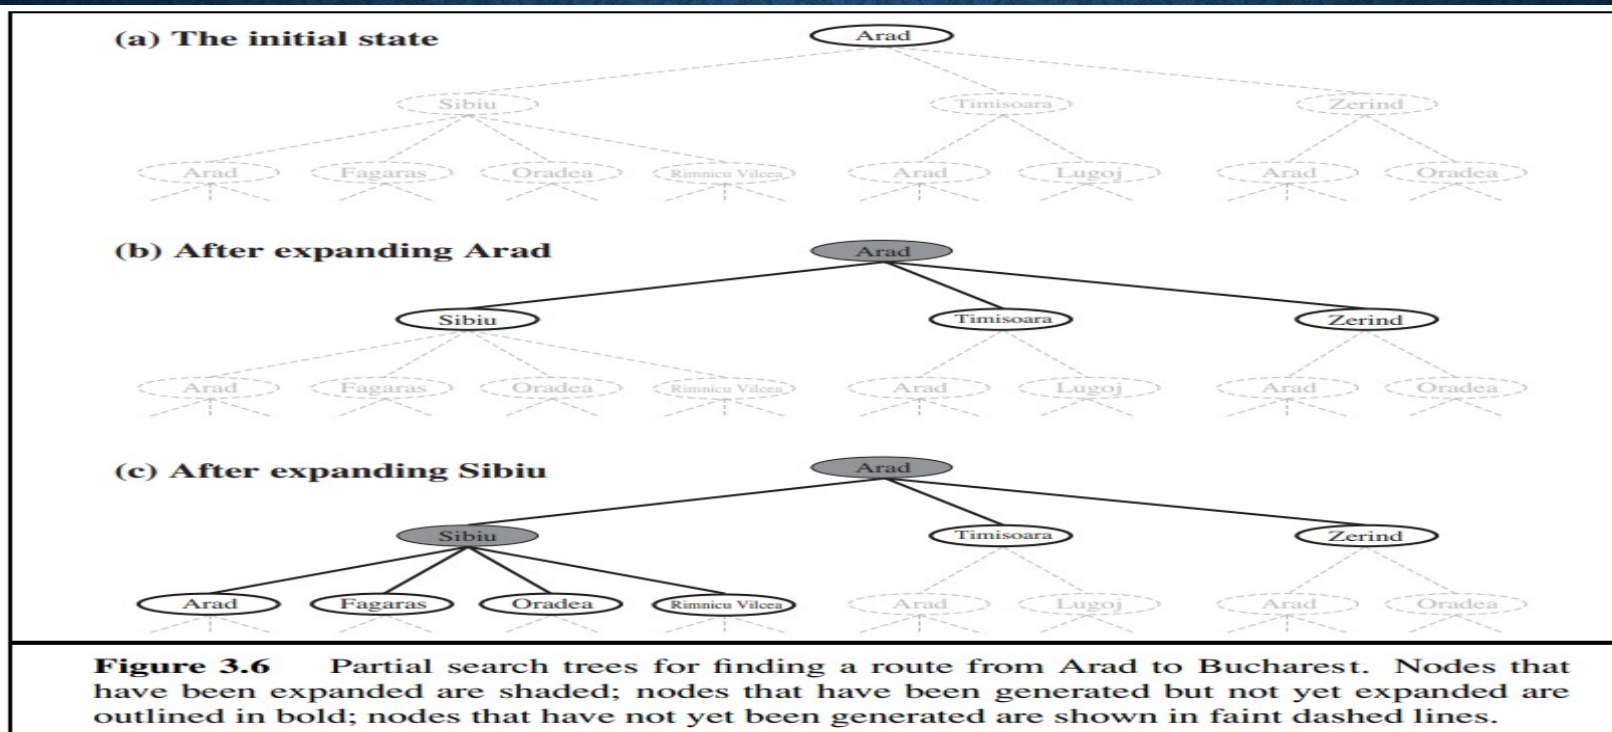 (a) The initial state
Arad
Sibiu Timisoara Zerind
Arad Fagaras Oradea Rimnicu Vilcea Arad Lugoj Arad Oradea
(b) After expanding Arad
Arad
Sibiu Timisoara Zerind
Arad Fagaras Oradea Rimnicu Vilcea Arad Lugoj Arad Oradea
(c) After expanding Sibiu
Arad
Sibiu Timisoara Zerind
Arad Fagaras Oradea Rimnicu Vilcea Arad Lugoj Arad Oradea
Figure 3.6 Partial search trees for finding a route from Arad to Bucharest. Nodes that
have been expanded are shaded; nodes that have been generated but not yet expanded are
outlined in bold; nodes that have not yet been generated are shown in faint dashed lines.